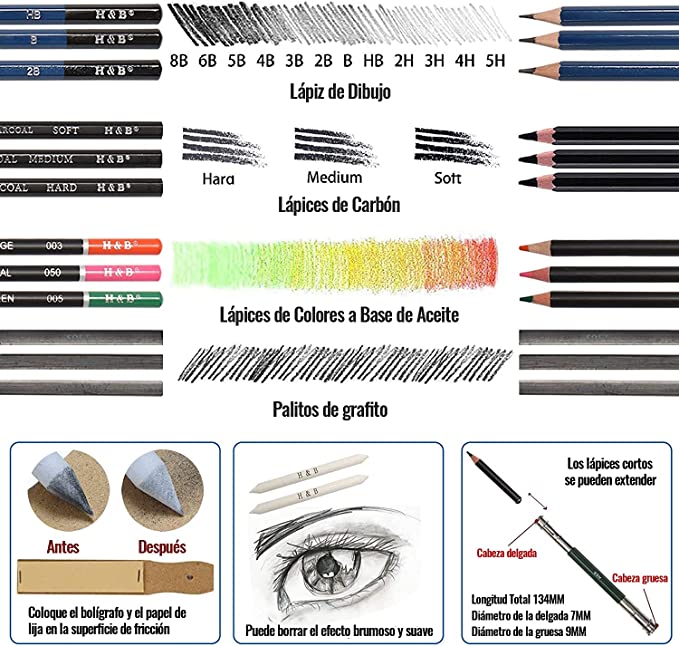 HB H&B®
B H&B®
2B H&B®
8B 6B 5B 4B 3B 2B B HB 2H 3H 4H 5H
Lápiz de Dibujo
ARCOAL SOFT H&B®
OAL MEDIUM H&B®
COAL HARD H&B®
Hard Medium Soft
Lápices de Carbón
GE 003 H&B®
AL 050 H&B®
EN 005 H&B®
Lápices de Colores a Base de Aceite
Palitos de grafito
Antes Después
Coloque el bolígrafo y el papel de
lija en la superficie de fricción
H & B
H & B
Puede borrar el efecto brumoso y suave
Los lápices cortos
se pueden extender
Cabeza delgada
Cabeza gruesa
Longitud Total 134MM
Diámetro de la delgada 7MM
Diámetro de la gruesa 9MM